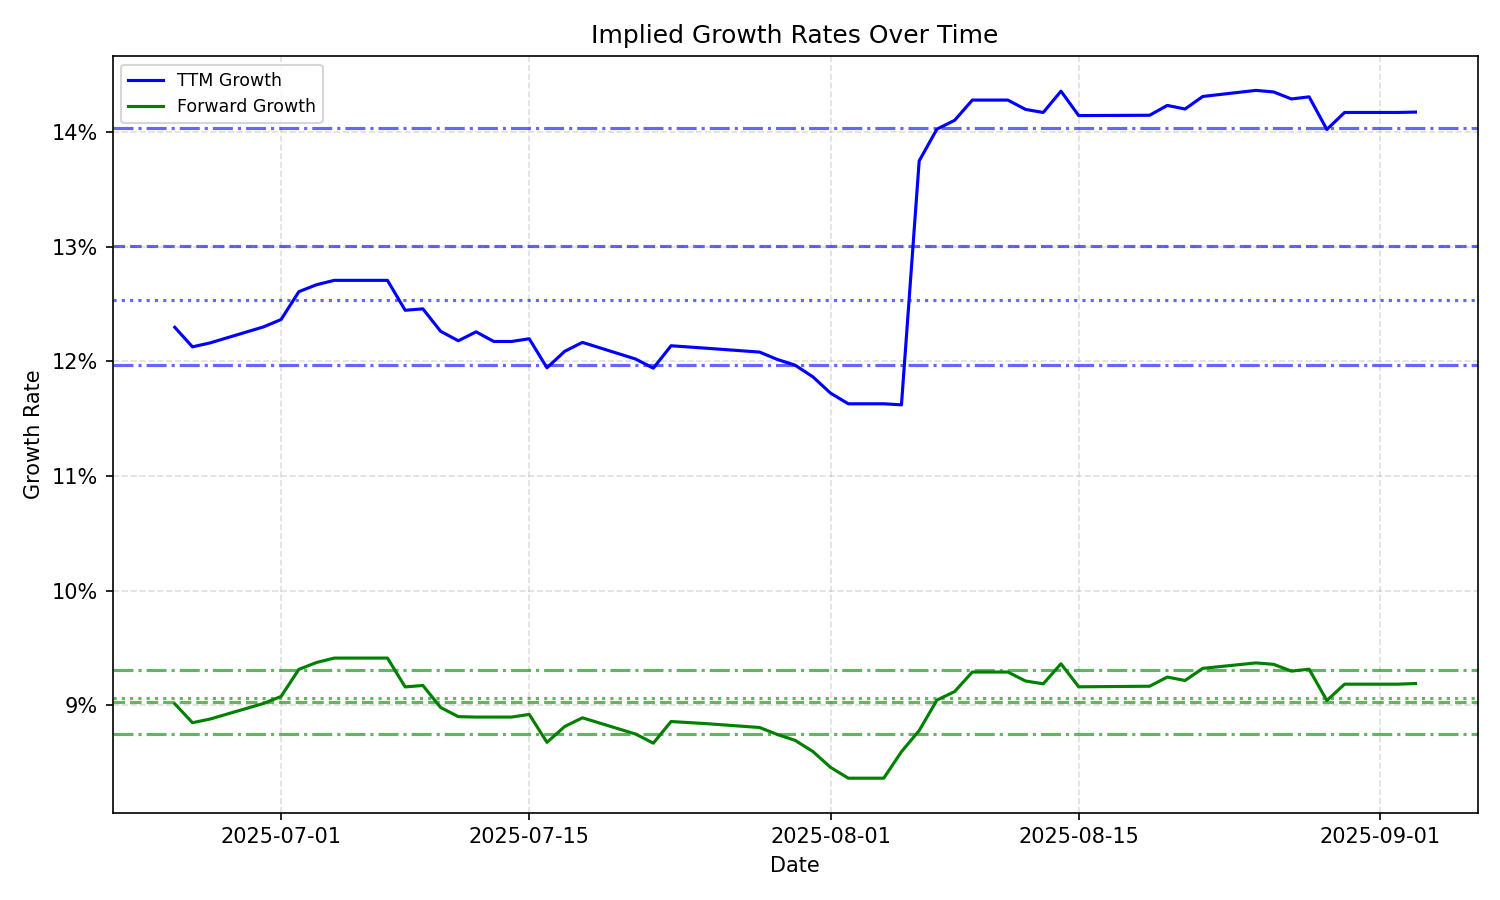 Implied Growth Rates Over Time
TTM Growth
Forward Growth
14%
13%
12%
11%
10%
9%
Growth Rate
2025-07-01
2025-07-15
2025-08-01
2025-08-15
2025-09-01
Date